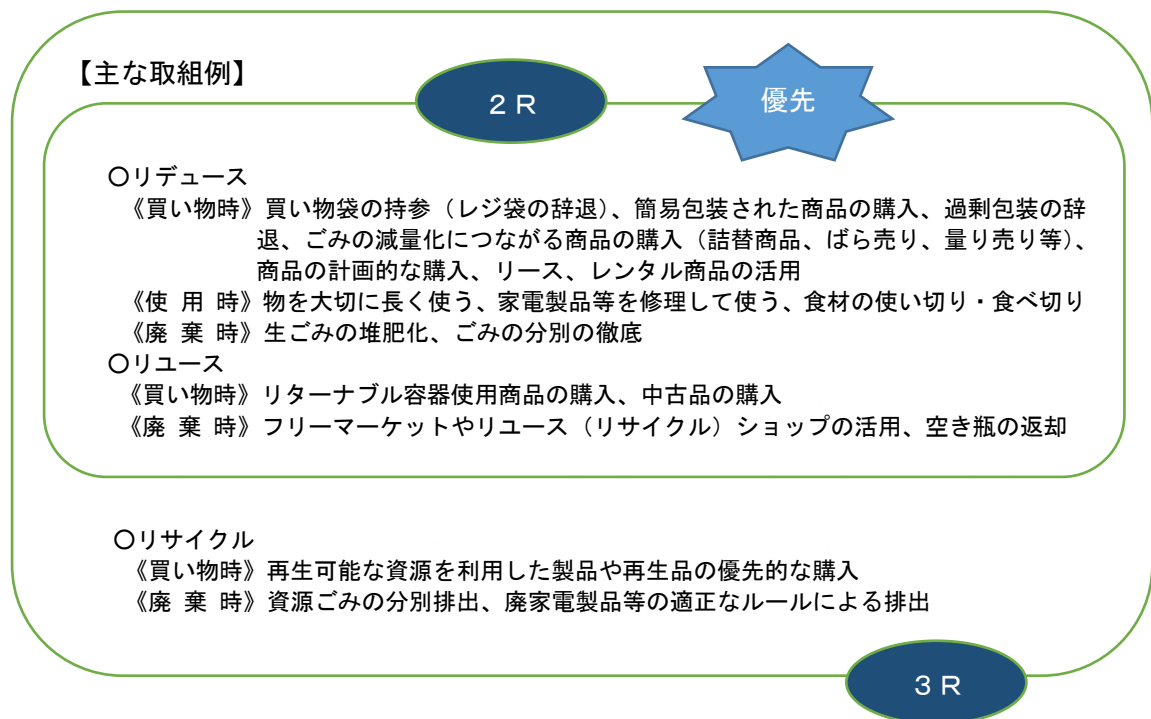 【主な取組例】
２Ｒ
優先
○リデュース
《買い物時》買い物袋の持参（レジ袋の辞退）、簡易包装された商品の購入、過剰包装の辞
退、ごみの減量化につながる商品の購入（詰替商品、ばら売り、量り売り等）、
商品の計画的な購入、リース、レンタル商品の活用
《使 用 時》物を大切に長く使う、家電製品等を修理して使う、食材の使い切り・食べ切り
《廃 棄 時》生ごみの堆肥化、ごみの分別の徹底
○リユース
《買い物時》リターナブル容器使用商品の購入、中古品の購入
《廃 棄 時》フリーマーケットやリユース（リサイクル）ショップの活用、空き瓶の返却
○リサイクル
《買い物時》再生可能な資源を利用した製品や再生品の優先的な購入
《廃 棄 時》資源ごみの分別排出、廃家電製品等の適正なルールによる排出
３Ｒ